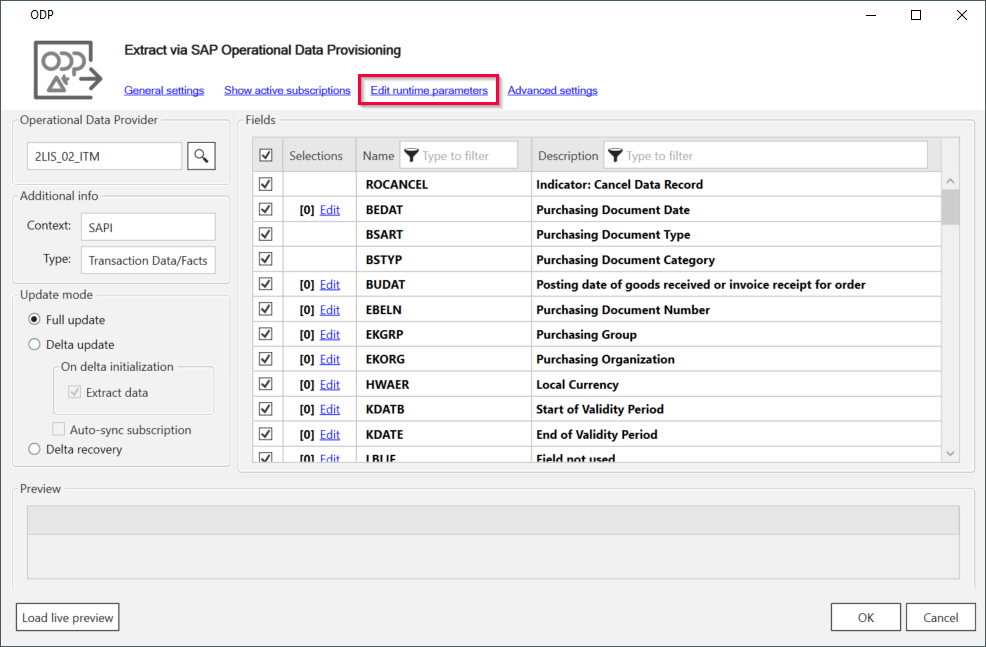 ODP
Extract via SAP Operational Data Provisioning
General settings Show active subscriptions Edit runtime parameters Advanced settings
Operational Data Provider
2LIS_02_ITM
Additional info
Context: SAPI
Type: Transaction Data/Facts
Update mode
Full update
Delta update
On delta initialization
Extract data
Auto-sync subscription
Delta recovery
Fields
Selections Name Type to filter Description Type to filter
ROCANCEL Indicator: Cancel Data Record
[0] Edit BEDAT Purchasing Document Date
BSART Purchasing Document Type
BSTYP Purchasing Document Category
[0] Edit BUDAT Posting date of goods received or invoice receipt for order
[0] Edit EBELN Purchasing Document Number
[0] Edit EKGRP Purchasing Group
[0] Edit EKORG Purchasing Organization
[0] Edit HWAER Local Currency
[0] Edit KDATB Start of Validity Period
[0] Edit KDATE End of Validity Period
[0] Edit LBLIF Field not used
Preview
Load live preview OK Cancel